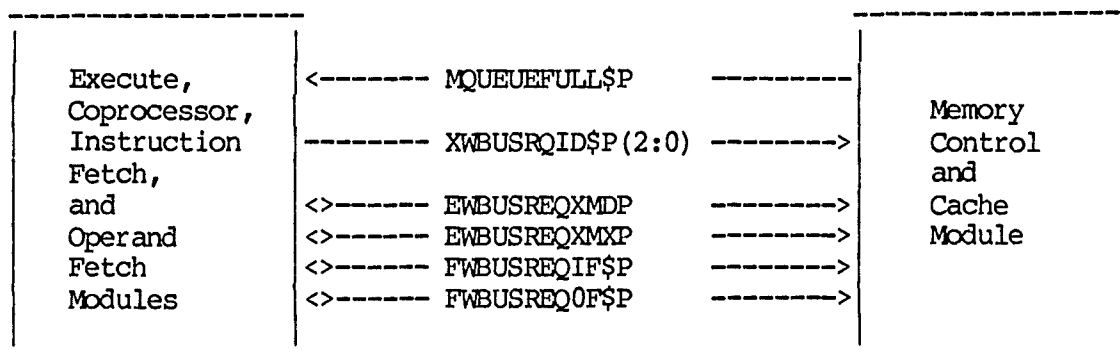 Execute, <------- MQUEUEFULL$P -------
Coprocessor, Memory
Instruction ------- XWBUSRQID$P(2:0) -------> Control
Fetch, and
and <>------ EWBUSREQXMDP -------> Cache
Operand <>------ EWBUSREQXMXP -------> Module
Fetch <>------ FWBUSREQIF$P ------->
Modules <>------ FWBUSREQ0F$P ------->